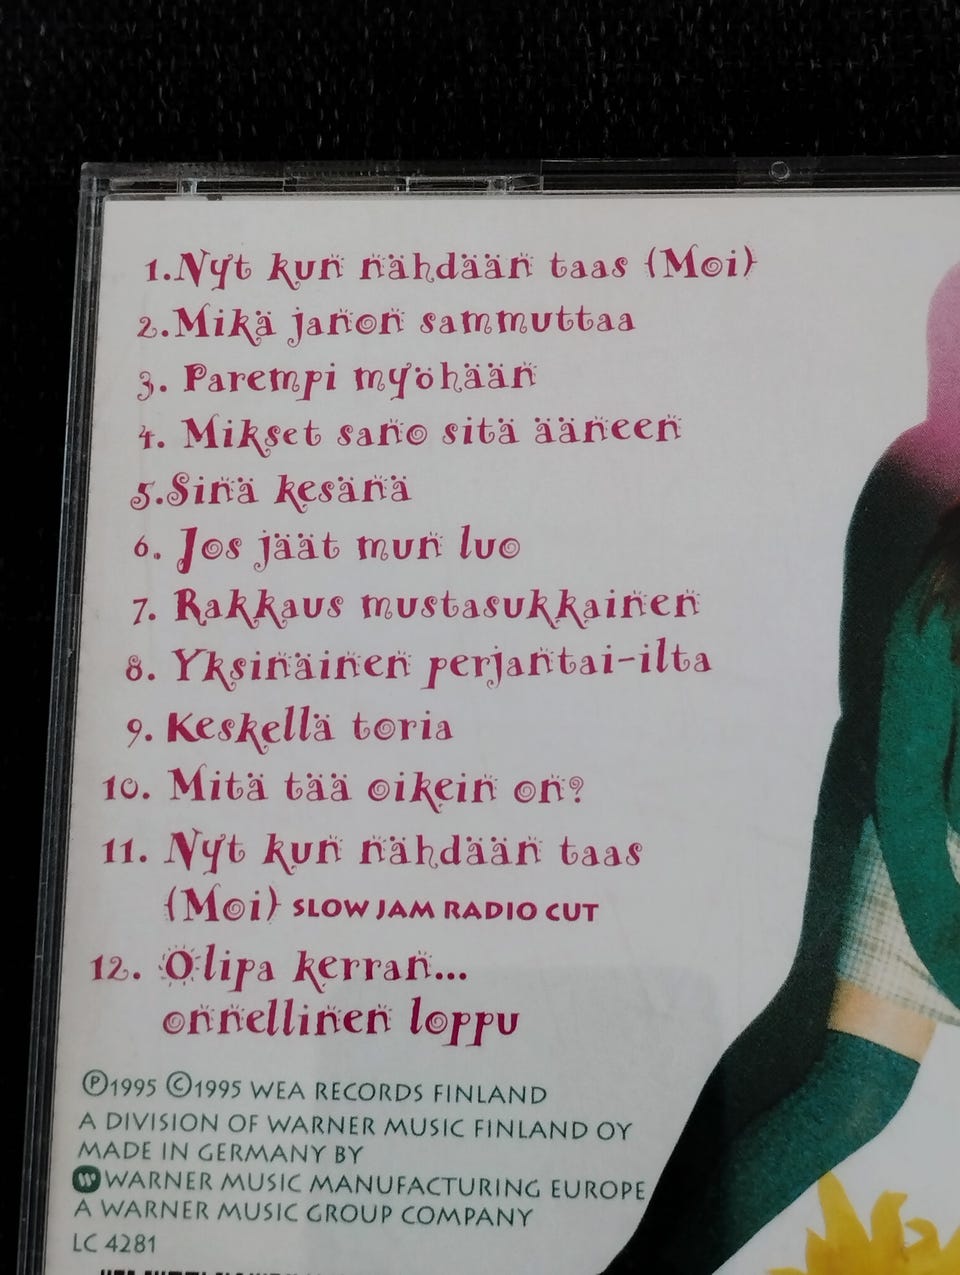 1.Nyt kun nähdään taas (Moi)
2.Mikä janon sammuttaa
3. Parempi myöhään
4. Mikset sano sitä ääneen
5.Sinä kesänä
6. Jos jäät mun luo
7. Rakkaus mustasukkainen
8. Yksinäinen perjantai-ilta
9. Keskellä toria
10. Mitä tää oikein on?
11. Nyt kun nähdään taas
(Moi) SLOW JAM RADIO CUT
12. Olipa kerran...
onnellinen loppu
Ⓟ1995 ©1995 WEA RECORDS FINLAND
A DIVISION OF WARNER MUSIC FINLAND OY
MADE IN GERMANY BY
WARNER MUSIC MANUFACTURING EUROPE
A WARNER MUSIC GROUP COMPANY
LC 4281